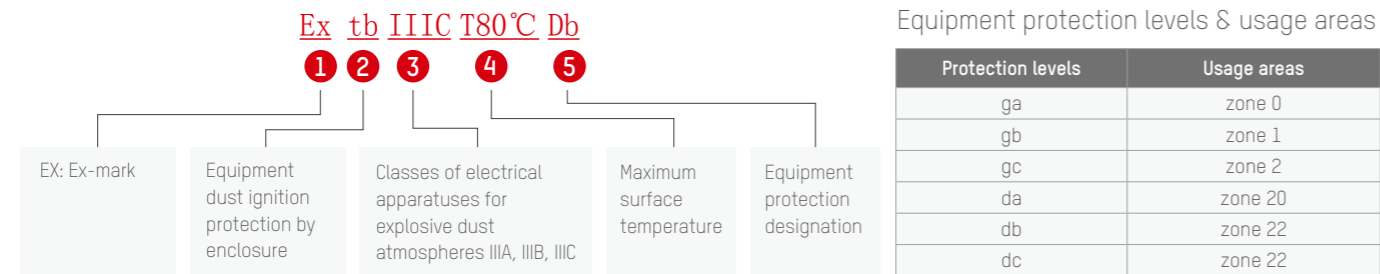 Ex tb IIIC T80℃ Db
1 2 3 4 5
EX: Ex-mark
Equipment
dust ignition
protection by
enclosure
Classes of electrical
apparatuses for
explosive dust
atmospheres IIIA, IIIB, IIIC
Maximum
surface
temperature
Equipment
protection
designation
Equipment protection levels & usage areas
Protection levels Usage areas
ga zone 0
gb zone 1
gc zone 2
da zone 20
db zone 22
dc zone 22